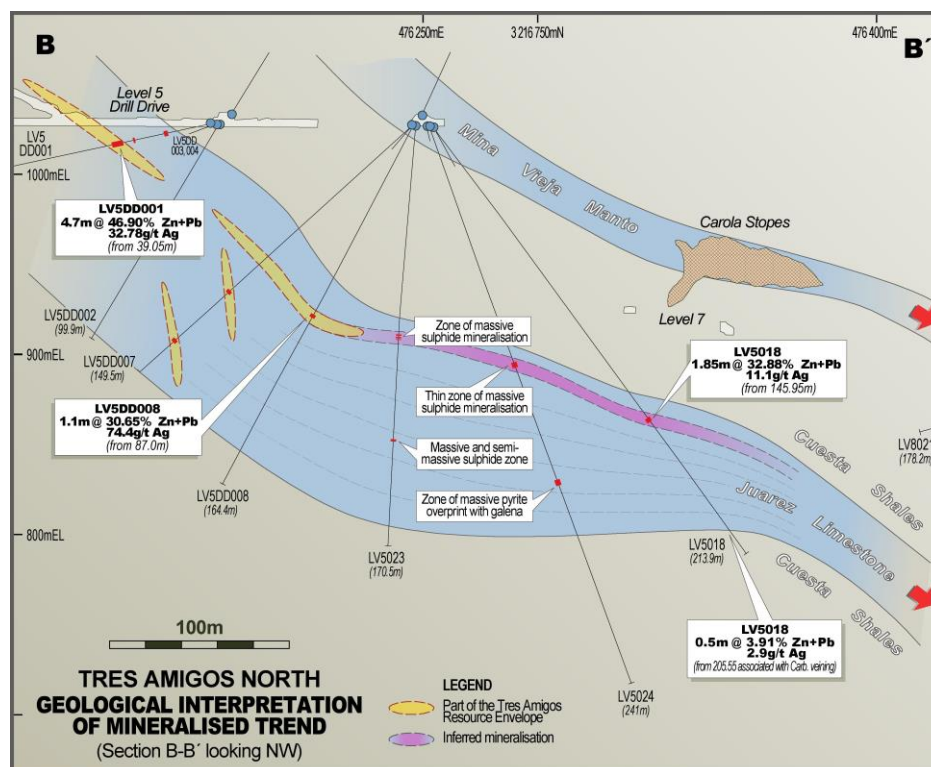 B
476 250mE
3 216 750mN
476 400mE
B´
Level 5
Drill Drive
LV5
DD001
LV5DD
003,004
1000mEL
LV5DD001
4.7m @ 46.90% Zn+Pb
32.78g/t Ag
(from 39.05m)
Mina Vieja Manto
Carola Stopes
Level 7
LV5DD002
(99.9m)
900mEL
LV5DD007
(149.5m)
Zone of massive
sulphide mineralisation
LV5018
1.85m @ 32.88% Zn+Pb
11.1g/t Ag
(from 145.95m)
Thin zone of massive
sulphide mineralisation
LV5DD008
1.1m @ 30.65% Zn+Pb
74.4g/t Ag
(from 87.0m)
Massive and semi-
massive sulphide zone
Cuesta Shales
LV8021
(178.2m)
Zone of massive pyrite
overprint with galena
LV5DD008
(164.4m)
Juarez Limestone
800mEL
LV5023
(170.5m)
LV5018
(213.9m)
Cuesta Shales
LV5018
0.5m @ 3.91% Zn+Pb
2.9g/t Ag
(from 205.55 associated with Carb. veining)
100m
LV5024
(241m)
TRES AMIGOS NORTH
GEOLOGICAL INTERPRETATION
OF MINERALISED TREND
(Section B-B´ looking NW)
LEGEND
Part of the Tres Amigos
Resource Envelope
Inferred mineralisation